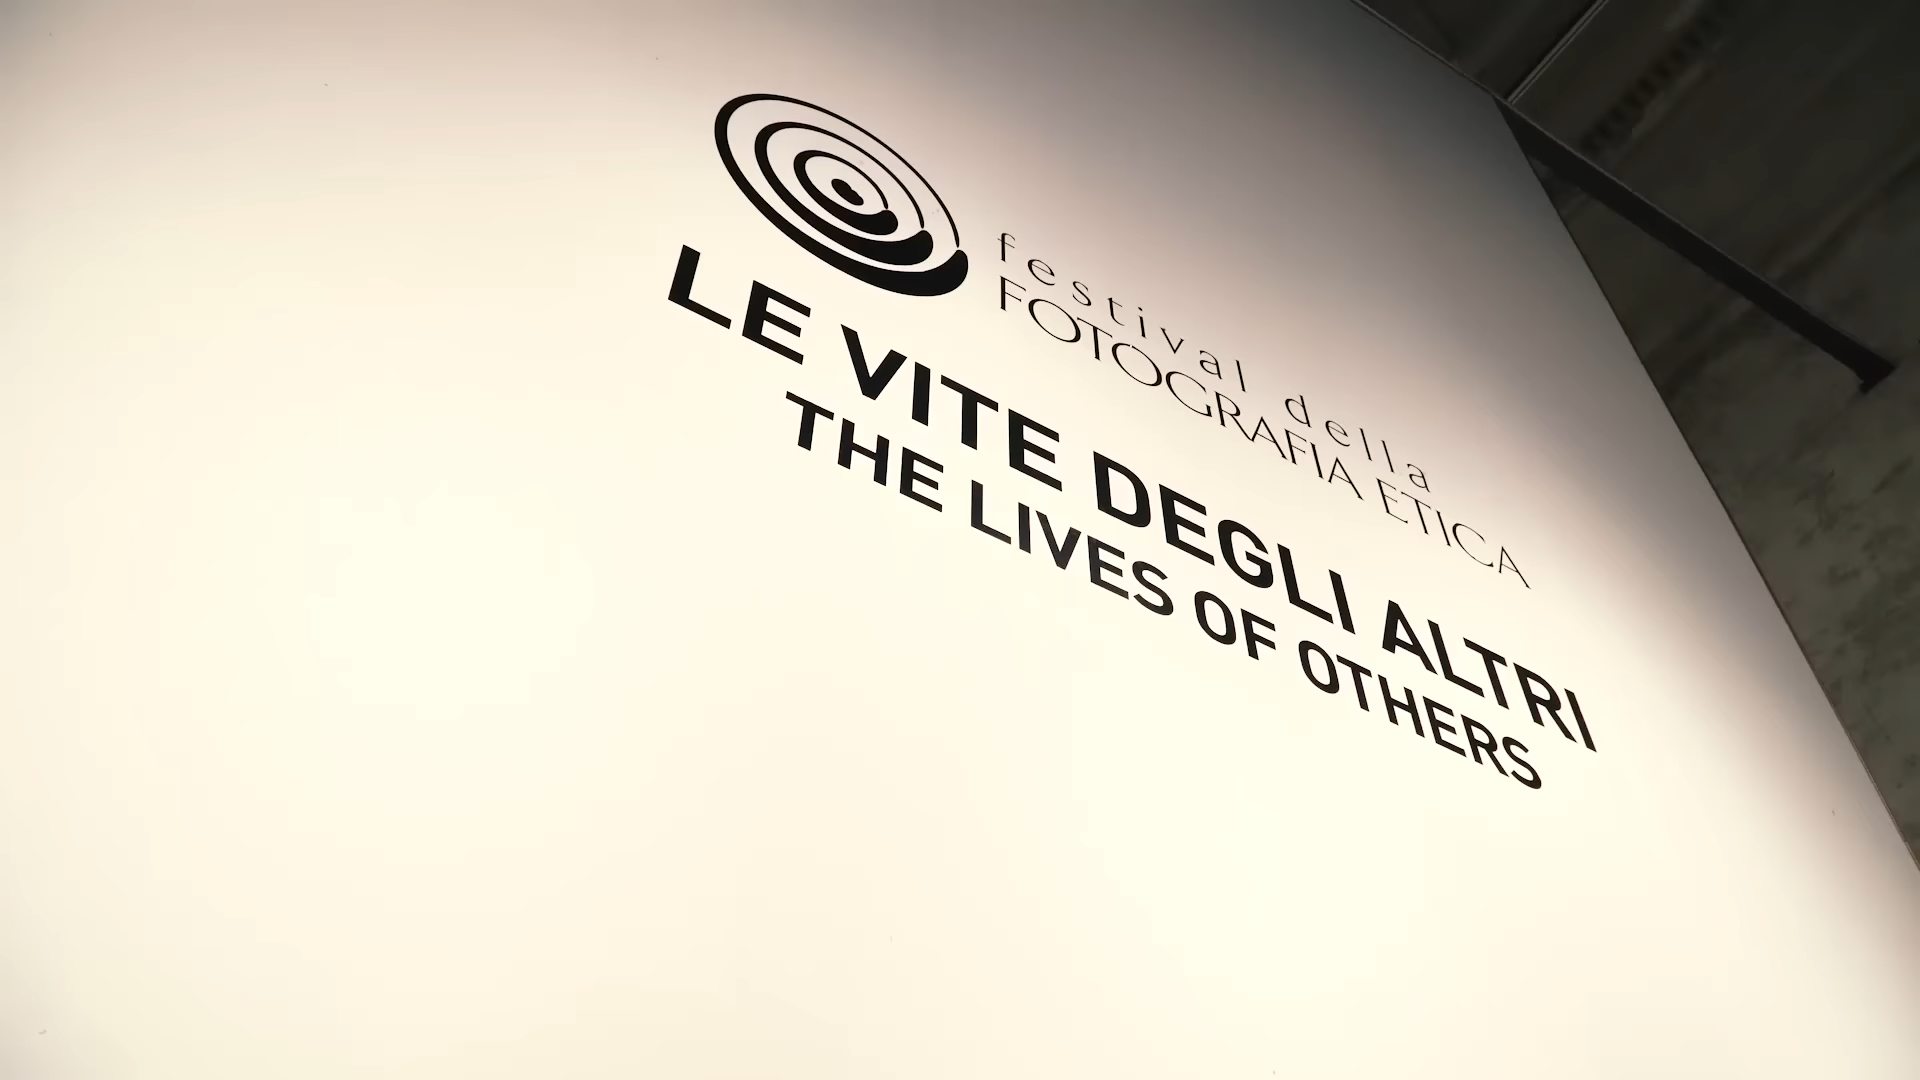 festival della
FOTOGRAFIA ETICA
LE VITE DEGLI ALTRI
THE LIVES OF OTHERS